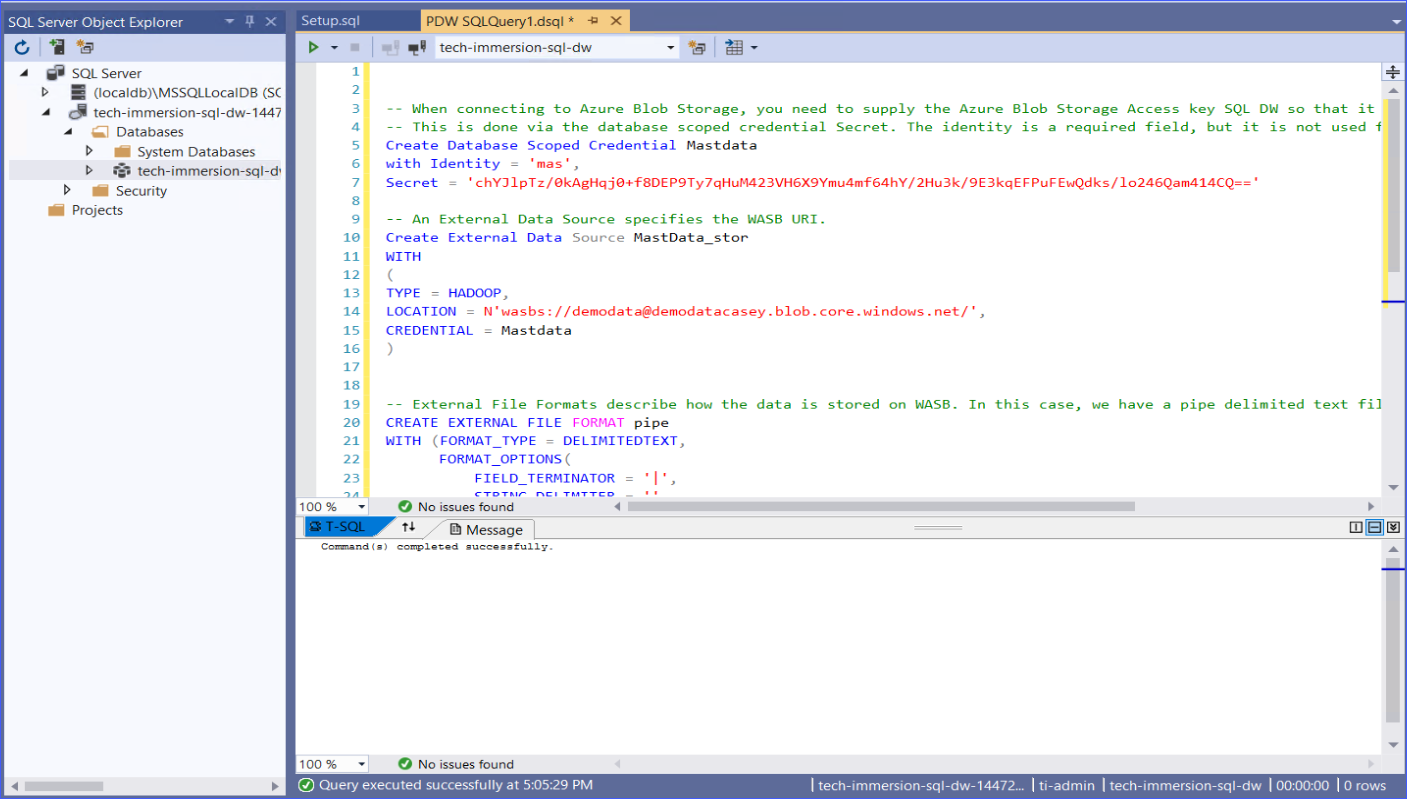 SQL Server Object Explorer
SQL Server
(localdb)\MSSQLLocalDB (SC
tech-immersion-sql-dw-1447
Databases
System Databases
tech-immersion-sql-dw
Security
Projects
Setup.sql
PDW SQLQuery1.dsql *
tech-immersion-sql-dw
1
2
3 -- When connecting to Azure Blob Storage, you need to supply the Azure Blob Storage Access key SQL DW so that it
4 -- This is done via the database scoped credential Secret. The identity is a required field, but it is not used f
5 Create Database Scoped Credential Mastdata
6 with Identity = 'mas',
7 Secret = 'chYJlpTz/0kAgHqj0+f8DEP9Ty7qHuM423VH6X9Ymu4mf64hY/2Hu3k/9E3kqEFPuFEwQdks/lo246Qam414CQ=='
8
9 -- An External Data Source specifies the WASB URI.
10 Create External Data Source MastData_stor
11 WITH
12 (
13 TYPE = HADOOP,
14 LOCATION = N'wasbs://demodata@demodatacasey.blob.core.windows.net/',
15 CREDENTIAL = Mastdata
16 )
17
18
19 -- External File Formats describe how the data is stored on WASB. In this case, we have a pipe delimited text fil
20 CREATE EXTERNAL FILE FORMAT pipe
21 WITH (FORMAT_TYPE = DELIMITEDTEXT,
22 FORMAT_OPTIONS(
23 FIELD_TERMINATOR = '|',
24 STRING_DELIMITER = ''
100 %
No issues found
T-SQL
Message
Command(s) completed successfully.
100 %
No issues found
Query executed successfully at 5:05:29 PM
tech-immersion-sql-dw-14472...
ti-admin
tech-immersion-sql-dw
00:00:00
0 rows